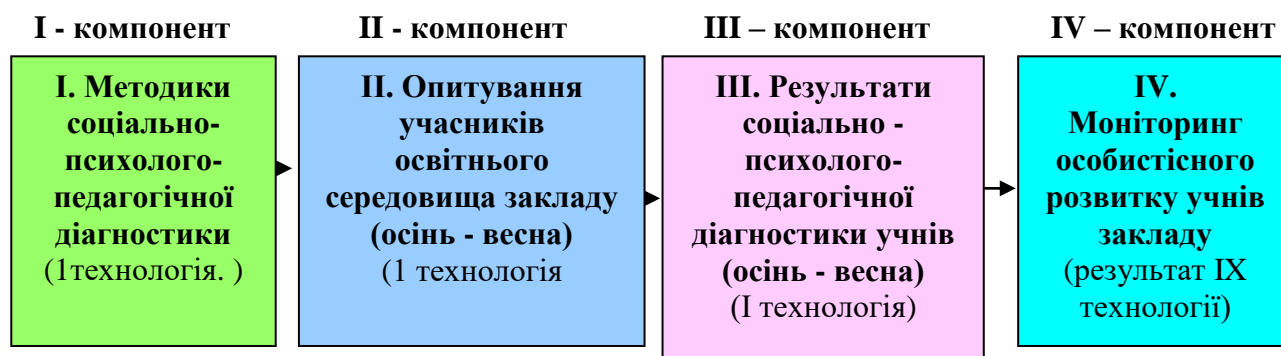 I - компонент
II - компонент
III – компонент
IV – компонент
I. Методики
соціально-
психолого-
педагогічної
діагностики
(1технологія. )
II. Опитування
учасників
освітнього
середовища закладу
(осінь - весна)
(1 технологія
III. Результати
соціально -
психолого-
педагогічної
діагностики учнів
(осінь - весна)
(I технологія)
IV.
Моніторинг
особистісного
розвитку учнів
закладу
(результат IX
технології)